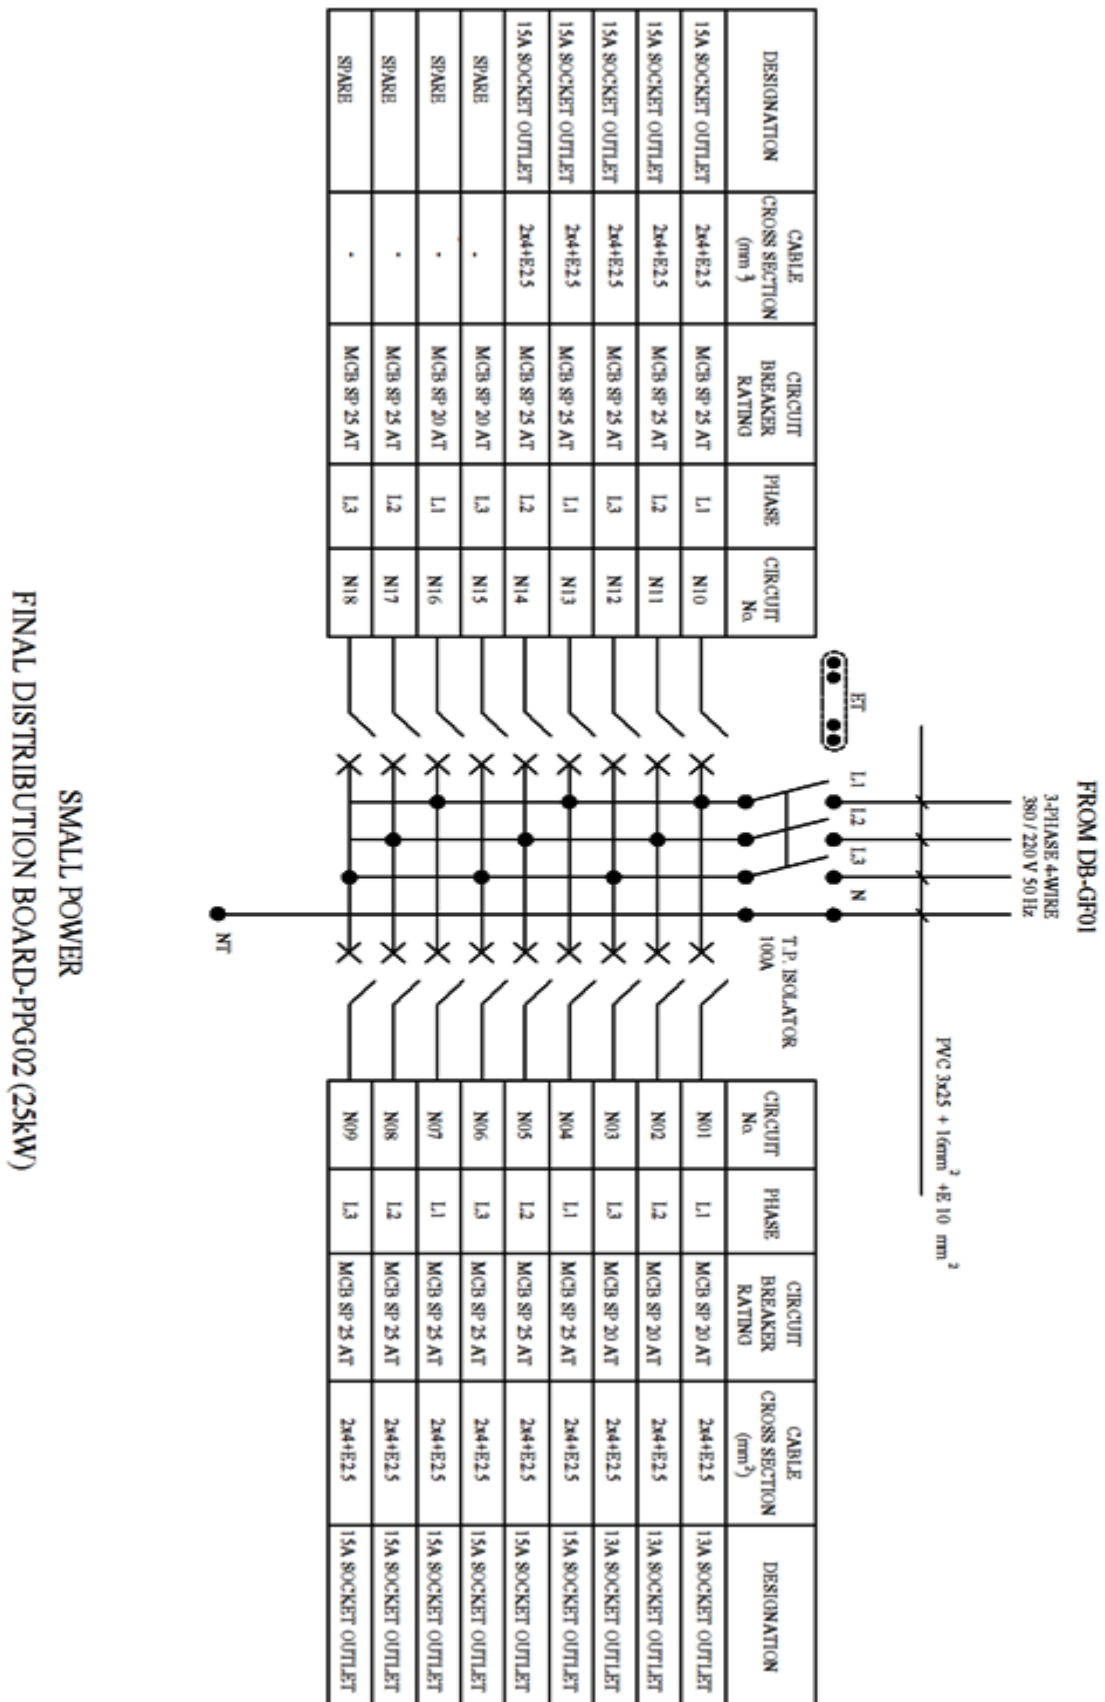 FROM DB-GF01
3-PHASE 4-WIRE
380 / 220 V 50 Hz
PVC 3x25 + 16mm² +E 10 mm²
ET
L1
L2
L3
N
T.P. ISOLATOR
100A
DESIGNATION CABLE CROSS SECTION (mm²) CIRCUIT BREAKER RATING PHASE CIRCUIT No.
15A SOCKET OUTLET 2x4+E2.5 MCB SP 25 AT L1 N10
15A SOCKET OUTLET 2x4+E2.5 MCB SP 25 AT L2 N11
15A SOCKET OUTLET 2x4+E2.5 MCB SP 25 AT L3 N12
15A SOCKET OUTLET 2x4+E2.5 MCB SP 25 AT L1 N13
15A SOCKET OUTLET 2x4+E2.5 MCB SP 25 AT L2 N14
SPARE - MCB SP 20 AT L3 N15
SPARE - MCB SP 20 AT L1 N16
SPARE - MCB SP 25 AT L2 N17
SPARE - MCB SP 25 AT L3 N18
CIRCUIT No. PHASE CIRCUIT BREAKER RATING CABLE CROSS SECTION (mm²) DESIGNATION
N01 L1 MCB SP 20 AT 2x4+E2.5 13A SOCKET OUTLET
N02 L2 MCB SP 20 AT 2x4+E2.5 13A SOCKET OUTLET
N03 L3 MCB SP 20 AT 2x4+E2.5 13A SOCKET OUTLET
N04 L1 MCB SP 25 AT 2x4+E2.5 15A SOCKET OUTLET
N05 L2 MCB SP 25 AT 2x4+E2.5 15A SOCKET OUTLET
N06 L3 MCB SP 25 AT 2x4+E2.5 15A SOCKET OUTLET
N07 L1 MCB SP 25 AT 2x4+E2.5 15A SOCKET OUTLET
N08 L2 MCB SP 25 AT 2x4+E2.5 15A SOCKET OUTLET
N09 L3 MCB SP 25 AT 2x4+E2.5 15A SOCKET OUTLET
NT
SMALL POWER
FINAL DISTRIBUTION BOARD-PPG02 (25kW)